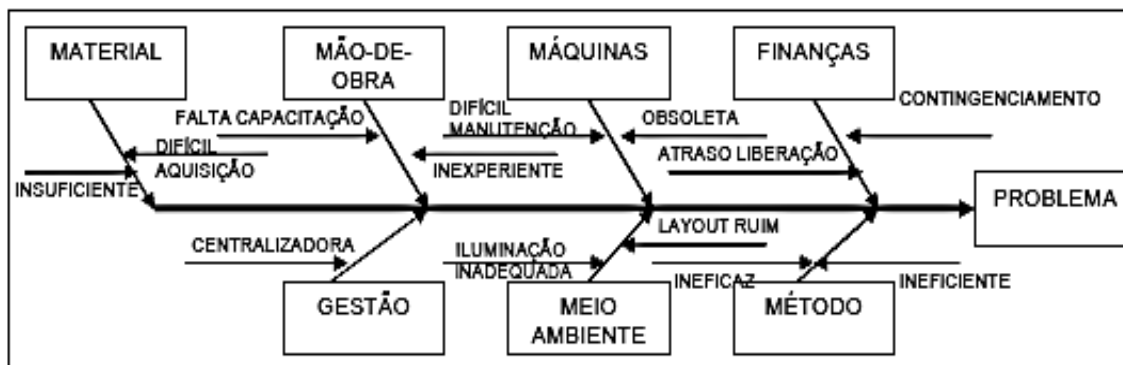 MATERIAL
MÃO-DE-
OBRA
MÁQUINAS
FINANÇAS
FALTA CAPACITAÇÃO
DIFÍCIL
MANUTENÇÃO
OBSOLETA
CONTINGENCIAMENTO
DIFÍCIL
AQUISIÇÃO
INEXPERIENTE
ATRASO LIBERAÇÃO
INSUFICIENTE
PROBLEMA
CENTRALIZADORA
ILUMINAÇÃO
INADEQUADA
LAYOUT RUIM
INEFICAZ
INEFICIENTE
GESTÃO
MEIO
AMBIENTE
MÉTODO